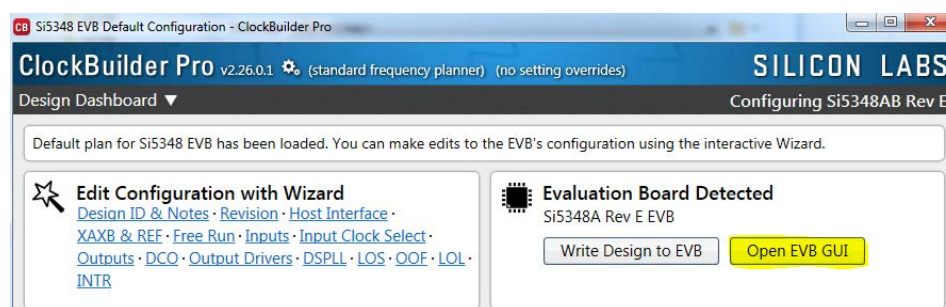 CB Si5348 EVB Default Configuration - ClockBuilder Pro
ClockBuilder Pro v2.26.0.1 (standard frequency planner) (no setting overrides) SILICON LABS
Design Dashboard ▼ Configuring Si5348AB Rev E
Default plan for Si5348 EVB has been loaded. You can make edits to the EVB's configuration using the interactive Wizard.
Edit Configuration with Wizard
Design ID & Notes · Revision · Host Interface ·
XAXB & REF · Free Run · Inputs · Input Clock Select ·
Outputs · DCO · Output Drivers · DSPLL · LOS · OOF · LOL ·
INTR
Evaluation Board Detected
Si5348A Rev E EVB
Write Design to EVB Open EVB GUI